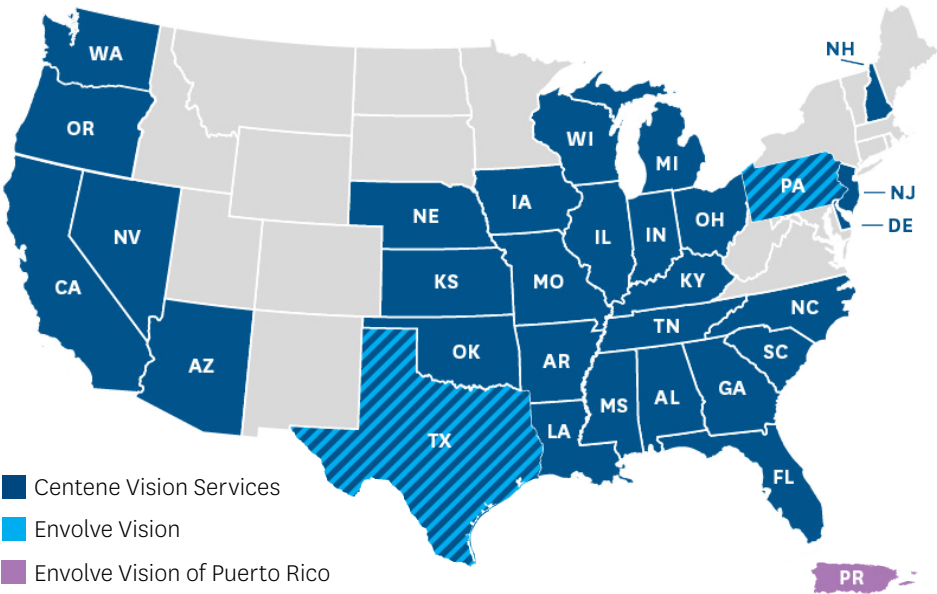 WA
NH
OR
WI
MI
PA
NJ
NE
IA
OH
DE
NV
IL
IN
CA
KS
MO
KY
NC
TN
AZ
OK
AR
SC
MS
AL
GA
TX
LA
FL
Centene Vision Services
Envolve Vision
Envolve Vision of Puerto Rico
PR